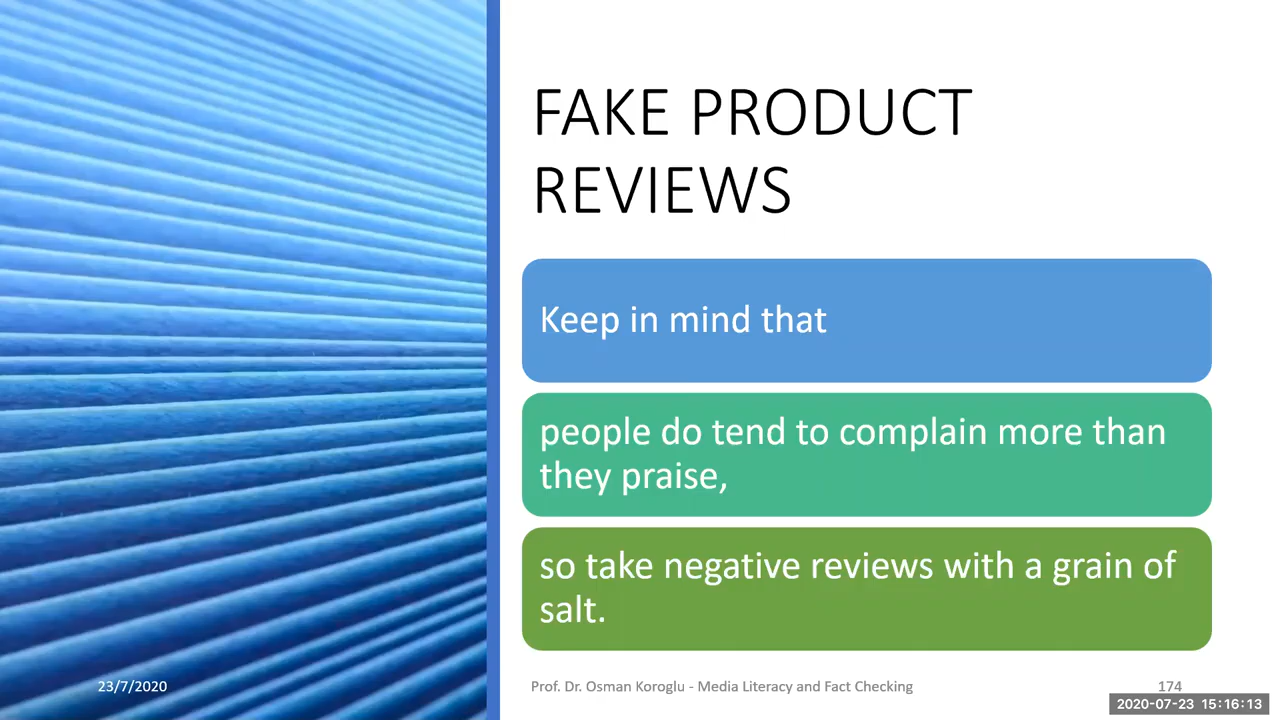 FAKE PRODUCT
REVIEWS
Keep in mind that
people do tend to complain more than
they praise,
so take negative reviews with a grain of
salt.
23/7/2020
Prof. Dr. Osman Koroglu - Media Literacy and Fact Checking
174
2020-07-23 15:16:13